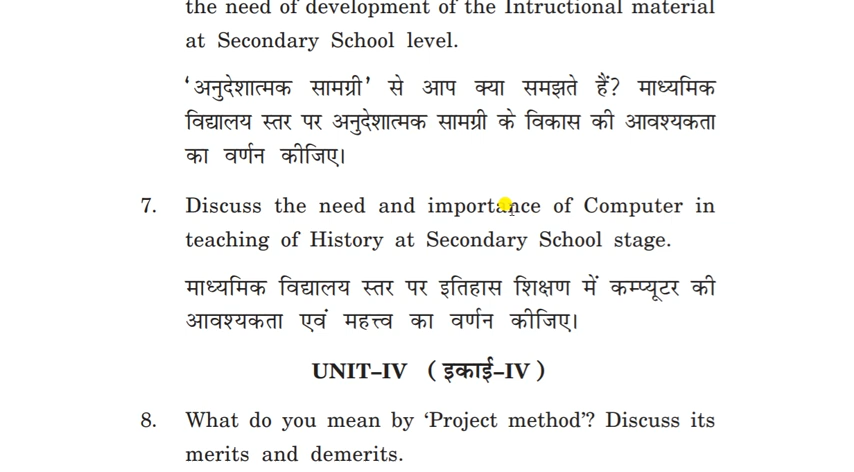 the need of development of the Intructional material
at Secondary School level.
‘अनुदेशात्मक सामग्री’ से आप क्या समझते हैं? माध्यमिक
विद्यालय स्तर पर अनुदेशात्मक सामग्री के विकास की आवश्यकता
का वर्णन कीजिए।
7. Discuss the need and importance of Computer in
teaching of History at Secondary School stage.
माध्यमिक विद्यालय स्तर पर इतिहास शिक्षण में कम्प्यूटर की
आवश्यकता एवं महत्त्व का वर्णन कीजिए।
UNIT–IV ( इकाई–IV )
8. What do you mean by ‘Project method’? Discuss its
merits and demerits.